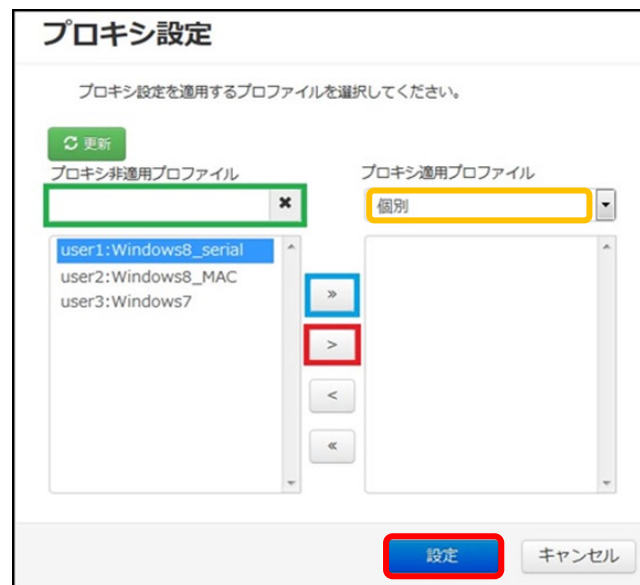 プロキシ設定
プロキシ設定を適用するプロファイルを選択してください。
更新
プロキシ非適用プロファイル
プロキシ適用プロファイル
個別
user1:Windows8_serial
user2:Windows8_MAC
user3:Windows7
»
>
<
«
設定
キャンセル